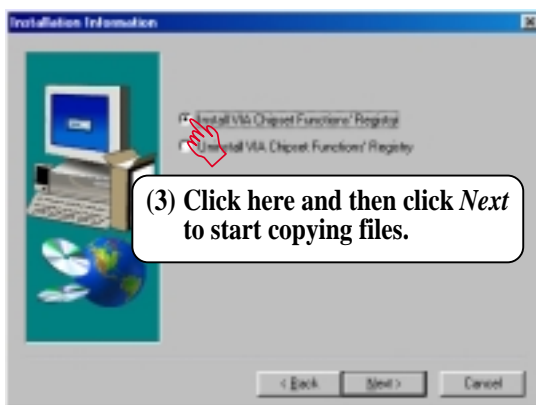 Installation Information
Install VIA Chipset Functions' Registry
Uninstall VIA Chipset Functions' Registry
(3) Click here and then click Next
to start copying files.
< Back
Next >
Cancel